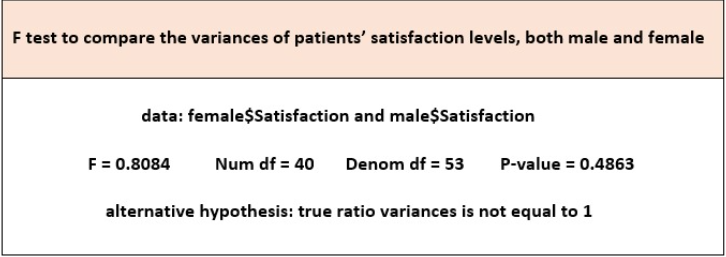 F test to compare the variances of patients’ satisfaction levels, both male and female
data: female$Satisfaction and male$Satisfaction
F = 0.8084 Num df = 40 Denom df = 53 P-value = 0.4863
alternative hypothesis: true ratio variances is not equal to 1